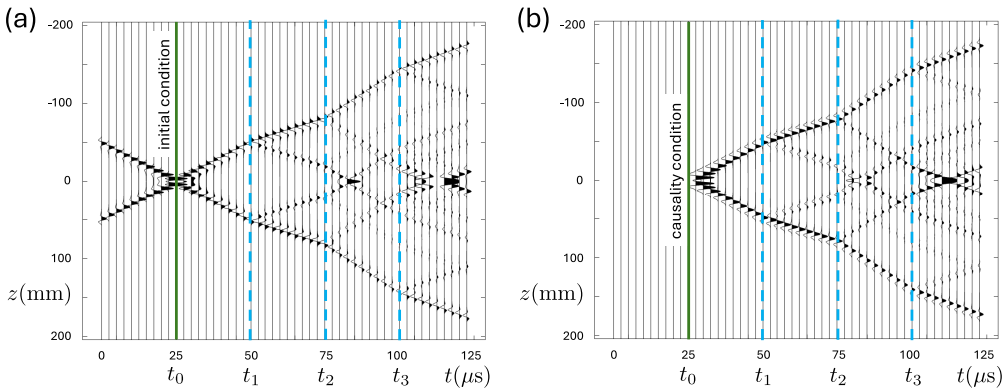 (a)
-200
-100
0
100
z(mm)
200
initial condition
0 25 50 75 100 125
t₀ t₁ t₂ t₃ t(μs)
(b)
-200
-100
0
100
z(mm)
200
causality condition
0 25 50 75 100 125
t₀ t₁ t₂ t₃ t(μs)